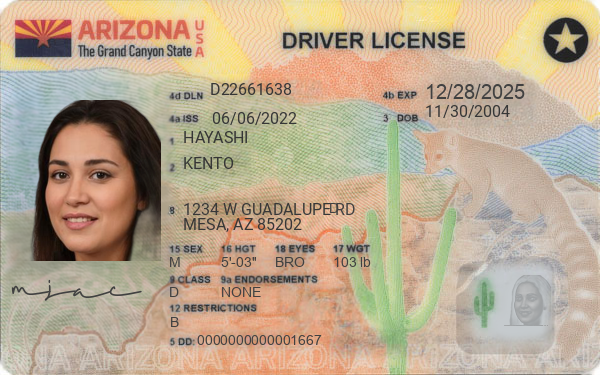 ARIZONA USA
The Grand Canyon State
DRIVER LICENSE
4d DLN D22661638
4b EXP 12/28/2025
4a ISS 06/06/2022
3 DOB 11/30/2004
1 HAYASHI
2 KENTO
8 1234 W GUADALUPE RD
MESA, AZ 85202
15 SEX 16 HGT 18 EYES 17 WGT
M 5'-03" BRO 103 lb
9 CLASS 9a ENDORSEMENTS
D NONE
12 RESTRICTIONS
B
5 DD: 0000000000001667
ARIZONA ARIZONA ARIZONA ARIZONA